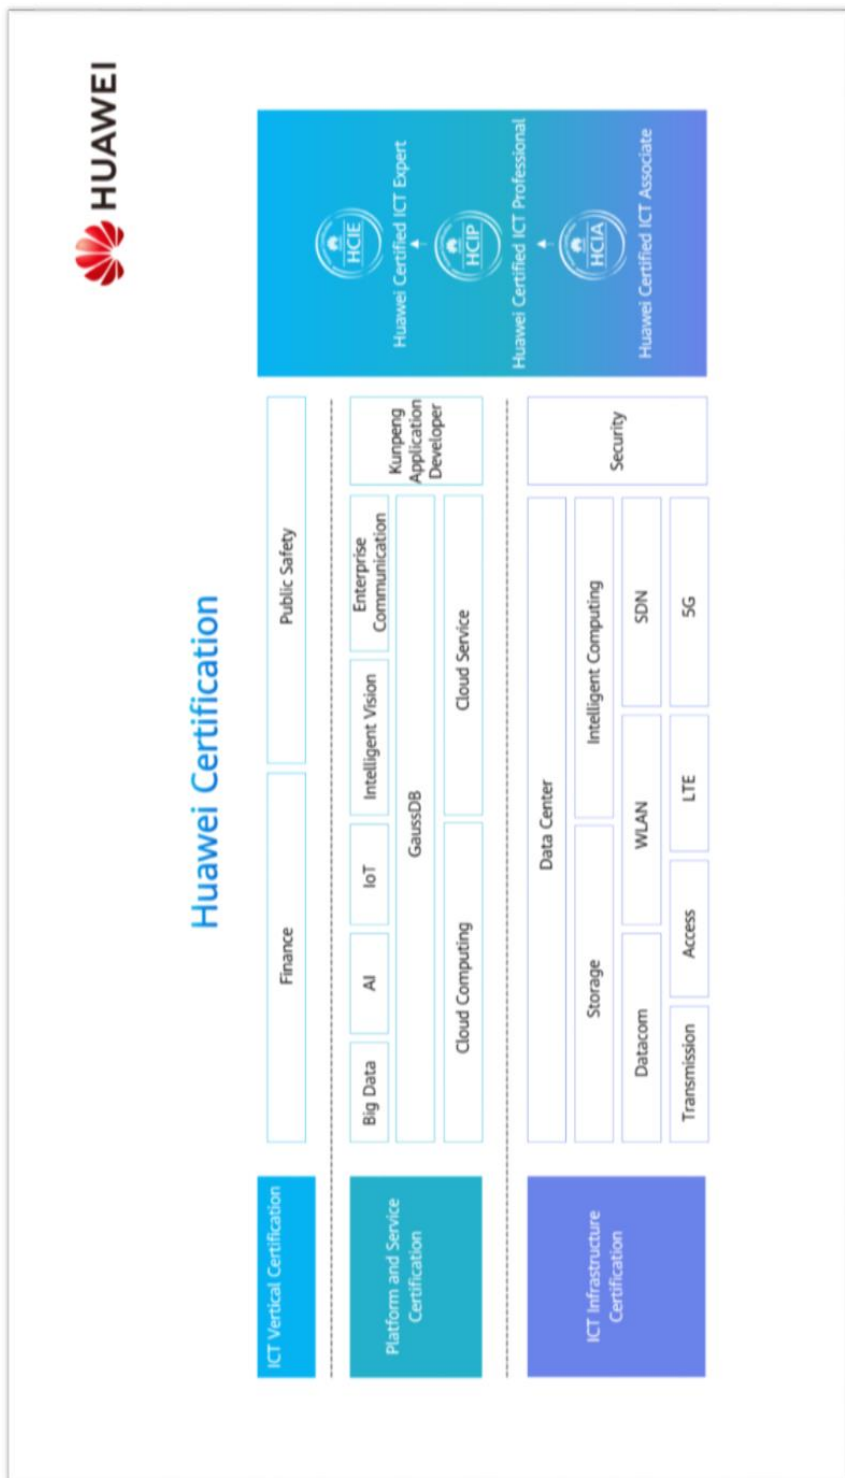 HUAWEI
Huawei Certification
ICT Vertical Certification
Finance
Public Safety
Platform and Service
Certification
Big Data
AI
IoT
Intelligent Vision
Enterprise
Communication
GaussDB
Cloud Computing
Cloud Service
Kunpeng
Application
Developer
ICT Infrastructure
Certification
Data Center
Storage
Intelligent Computing
Datacom
WLAN
SDN
Transmission
Access
LTE
5G
Security
HCIE
Huawei Certified ICT Expert
HCIP
Huawei Certified ICT Professional
HCIA
Huawei Certified ICT Associate